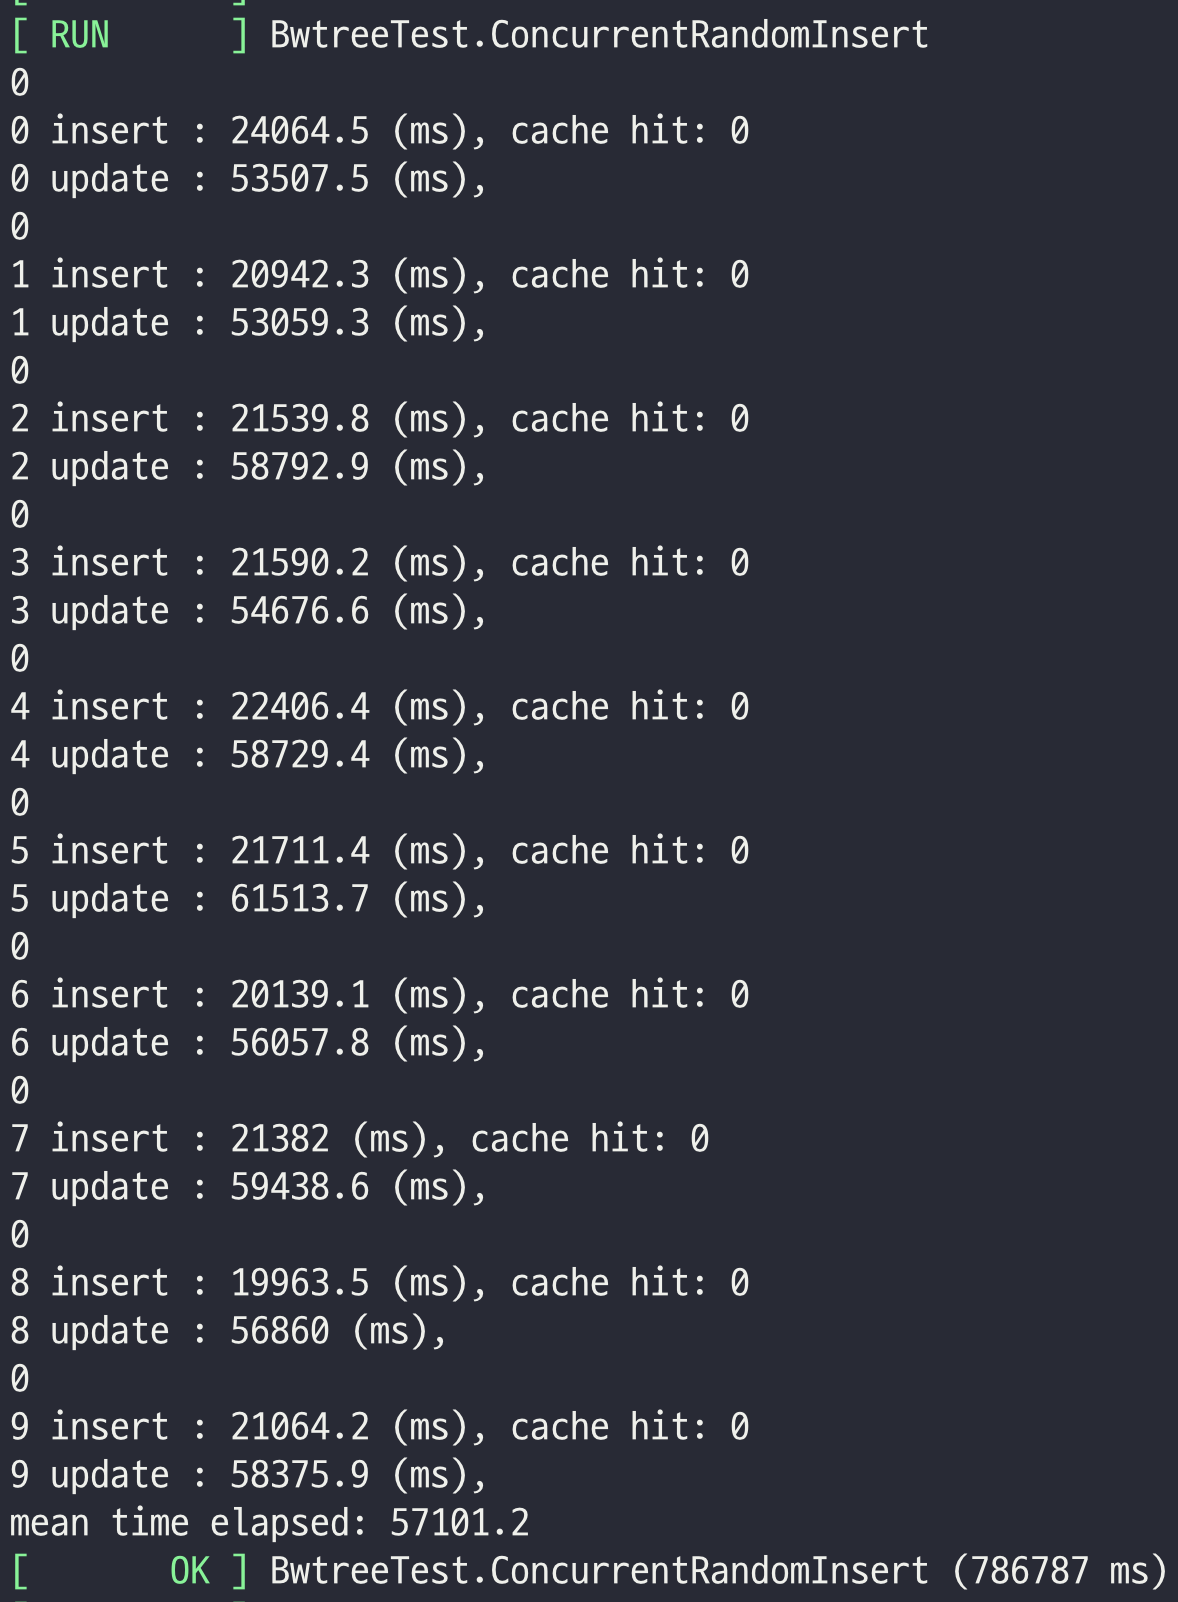 [ RUN      ] BwtreeTest.ConcurrentRandomInsert
0
0 insert : 24064.5 (ms), cache hit: 0
0 update : 53507.5 (ms),
0
1 insert : 20942.3 (ms), cache hit: 0
1 update : 53059.3 (ms),
0
2 insert : 21539.8 (ms), cache hit: 0
2 update : 58792.9 (ms),
0
3 insert : 21590.2 (ms), cache hit: 0
3 update : 54676.6 (ms),
0
4 insert : 22406.4 (ms), cache hit: 0
4 update : 58729.4 (ms),
0
5 insert : 21711.4 (ms), cache hit: 0
5 update : 61513.7 (ms),
0
6 insert : 20139.1 (ms), cache hit: 0
6 update : 56057.8 (ms),
0
7 insert : 21382 (ms), cache hit: 0
7 update : 59438.6 (ms),
0
8 insert : 19963.5 (ms), cache hit: 0
8 update : 56860 (ms),
0
9 insert : 21064.2 (ms), cache hit: 0
9 update : 58375.9 (ms),
mean time elapsed: 57101.2
[       OK ] BwtreeTest.ConcurrentRandomInsert (786787 ms)